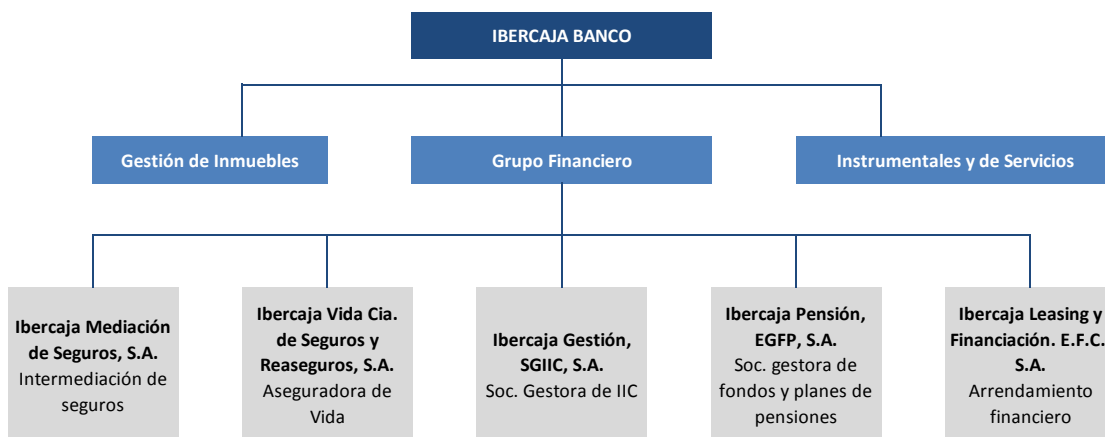 IBERCAJA BANCO
Gestión de Inmuebles
Grupo Financiero
Instrumentales y de Servicios
Ibercaja Mediación
de Seguros, S.A.
Intermediación de
seguros
Ibercaja Vida Cia.
de Seguros y
Reaseguros, S.A.
Aseguradora de
Vida
Ibercaja Gestión,
SGIIC, S.A.
Soc. Gestora de IIC
Ibercaja Pensión,
EGFP, S.A.
Soc. gestora de
fondos y planes de
pensiones
Ibercaja Leasing y
Financiación. E.F.C.
S.A.
Arrendamiento
financiero